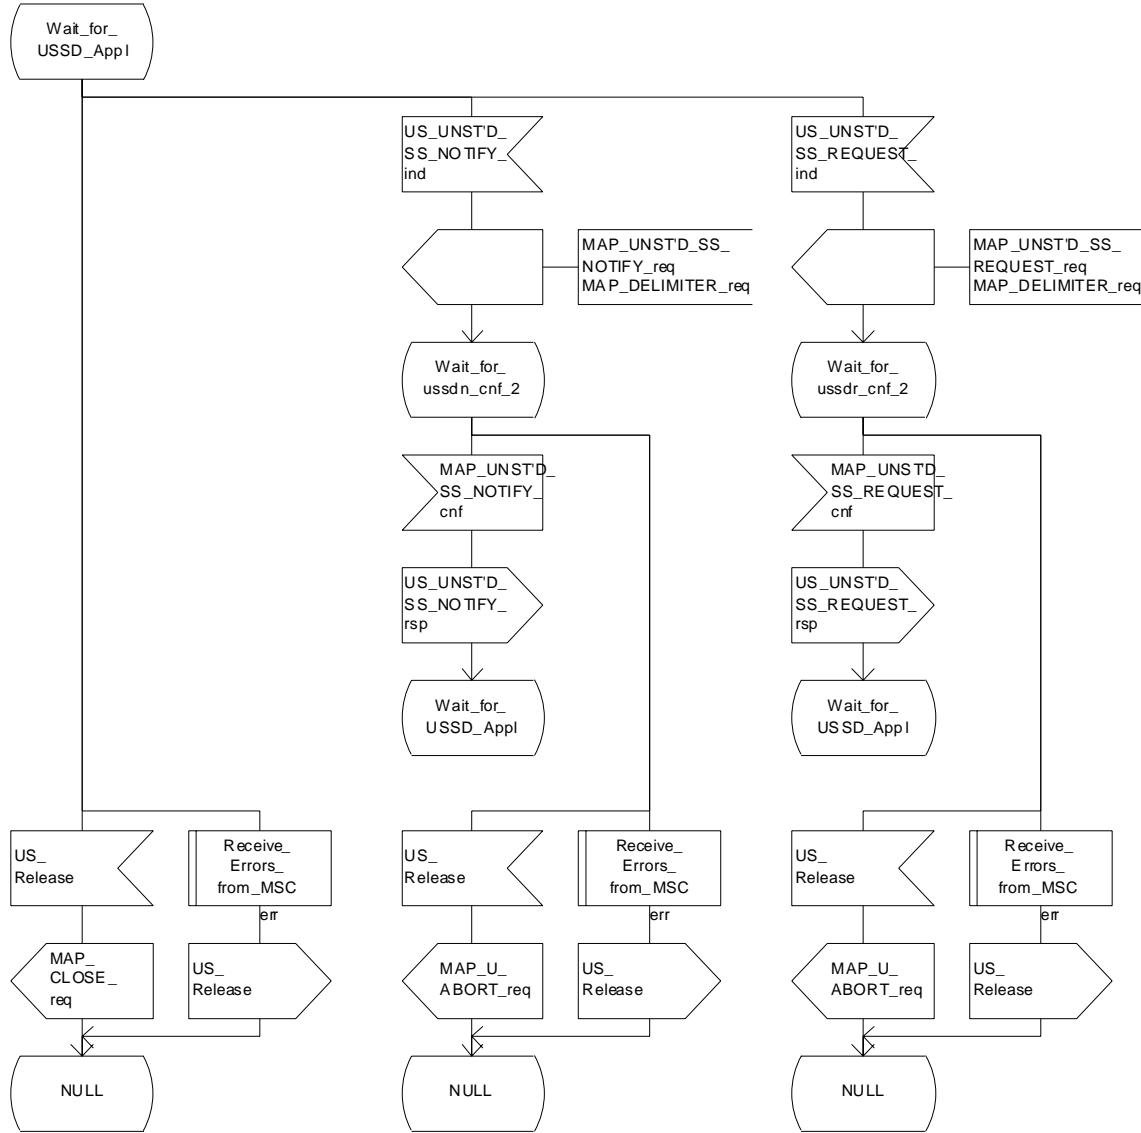 Wait_for_
USSD_Appl
US_UNST'D_
SS_NOTIFY_
ind
US_UNST'D_
SS_REQUEST_
ind
MAP_UNST'D_SS_
NOTIFY_req
MAP_DELIMITER_req
MAP_UNST'D_SS_
REQUEST_req
MAP_DELIMITER_req
Wait_for_
ussdn_cnf_2
Wait_for_
ussdr_cnf_2
MAP_UNST'D_
SS_NOTIFY_
cnf
MAP_UNST'D_
SS_REQUEST_
cnf
US_UNST'D_
SS_NOTIFY_
rsp
US_UNST'D_
SS_REQUEST_
rsp
Wait_for_
USSD_Appl
Wait_for_
USSD_Appl
US_
Release
Receive_
Errors_
from_MSC
err
US_
Release
Receive_
Errors_
from_MSC
err
US_
Release
Receive_
Errors_
from_MSC
err
MAP_
CLOSE_
req
US_
Release
MAP_U_
ABORT_req
US_
Release
MAP_U_
ABORT_req
US_
Release
NULL
NULL
NULL